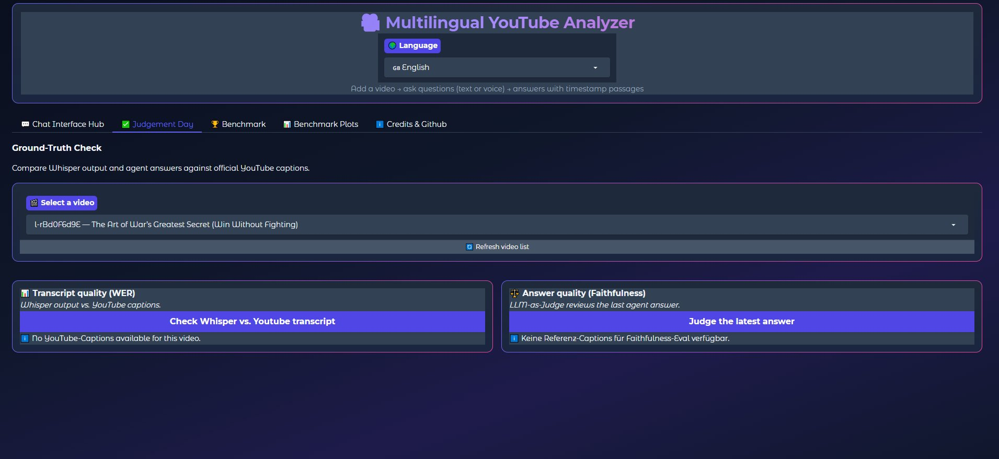 🎥 Multilingual YouTube Analyzer
🌍 Language
GB English
Add a video → ask questions (text or voice) → answers with timestamp passages
💬 Chat Interface Hub
✅ Judgement Day
🏆 Benchmark
📊 Benchmark Plots
ℹ️ Credits & Github
Ground-Truth Check
Compare Whisper output and agent answers against official YouTube captions.
🎬 Select a video
l-rBd0F6d9E — The Art of War’s Greatest Secret (Win Without Fighting)
🔄 Refresh video list
📊 Transcript quality (WER)
Whisper output vs. YouTube captions.
Check Whisper vs. Youtube transcript
ℹ️ No YouTube-Captions available for this video.
⚖️ Answer quality (Faithfulness)
LLM-as-Judge reviews the last agent answer.
Judge the latest answer
ℹ️ Keine Referenz-Captions für Faithfulness-Eval verfügbar.